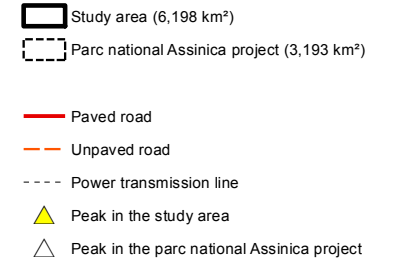 Study area (6,198 km²)
Parc national Assinica project (3,193 km²)
Paved road
Unpaved road
Power transmission line
Peak in the study area
Peak in the parc national Assinica project